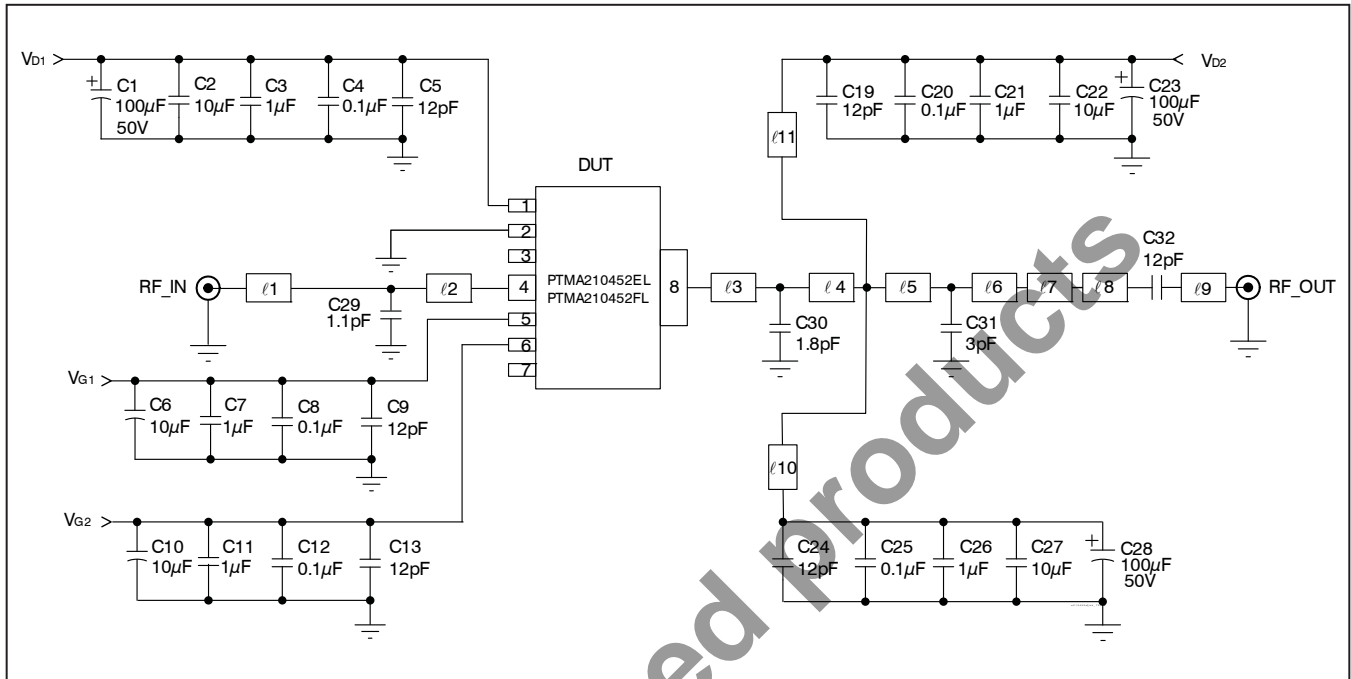 VD1
+ C1
100µF
50V
C2
10µF
C3
1µF
C4
0.1µF
C5
12pF
VD2
C19
12pF
C20
0.1µF
C21
1µF
C22
10µF
+ C23
100µF
50V
ℓ11
DUT
1
2
3
4
5
6
7
8
PTMA210452EL
PTMA210452FL
RF_IN
ℓ1
ℓ2
C29
1.1pF
ℓ3
ℓ4
ℓ5
ℓ6
ℓ7
ℓ8
ℓ9
C30
1.8pF
C31
3pF
C32
12pF
RF_OUT
VG1
C6
10µF
C7
1µF
C8
0.1µF
C9
12pF
ℓ10
VG2
C10
10µF
C11
1µF
C12
0.1µF
C13
12pF
C24
12pF
C25
0.1µF
C26
1µF
C27
10µF
+ C28
100µF
50V
ed products